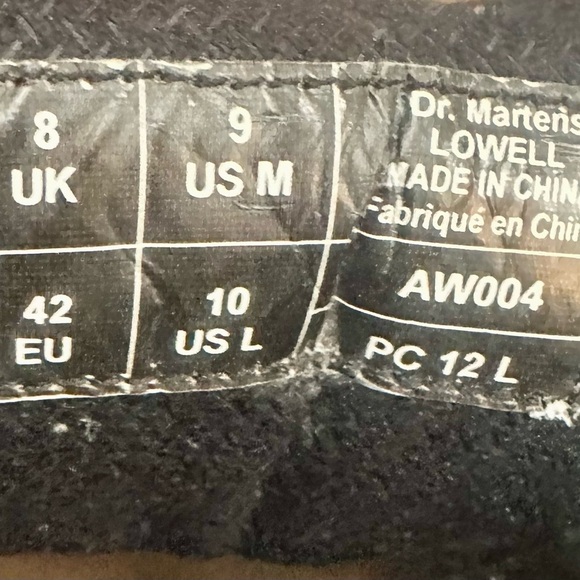 8
UK
9
US M
42
EU
10
US L
Dr. Martens
LOWELL
MADE IN CHIN
Fabriqué en Chin
AW004
PC 12 L